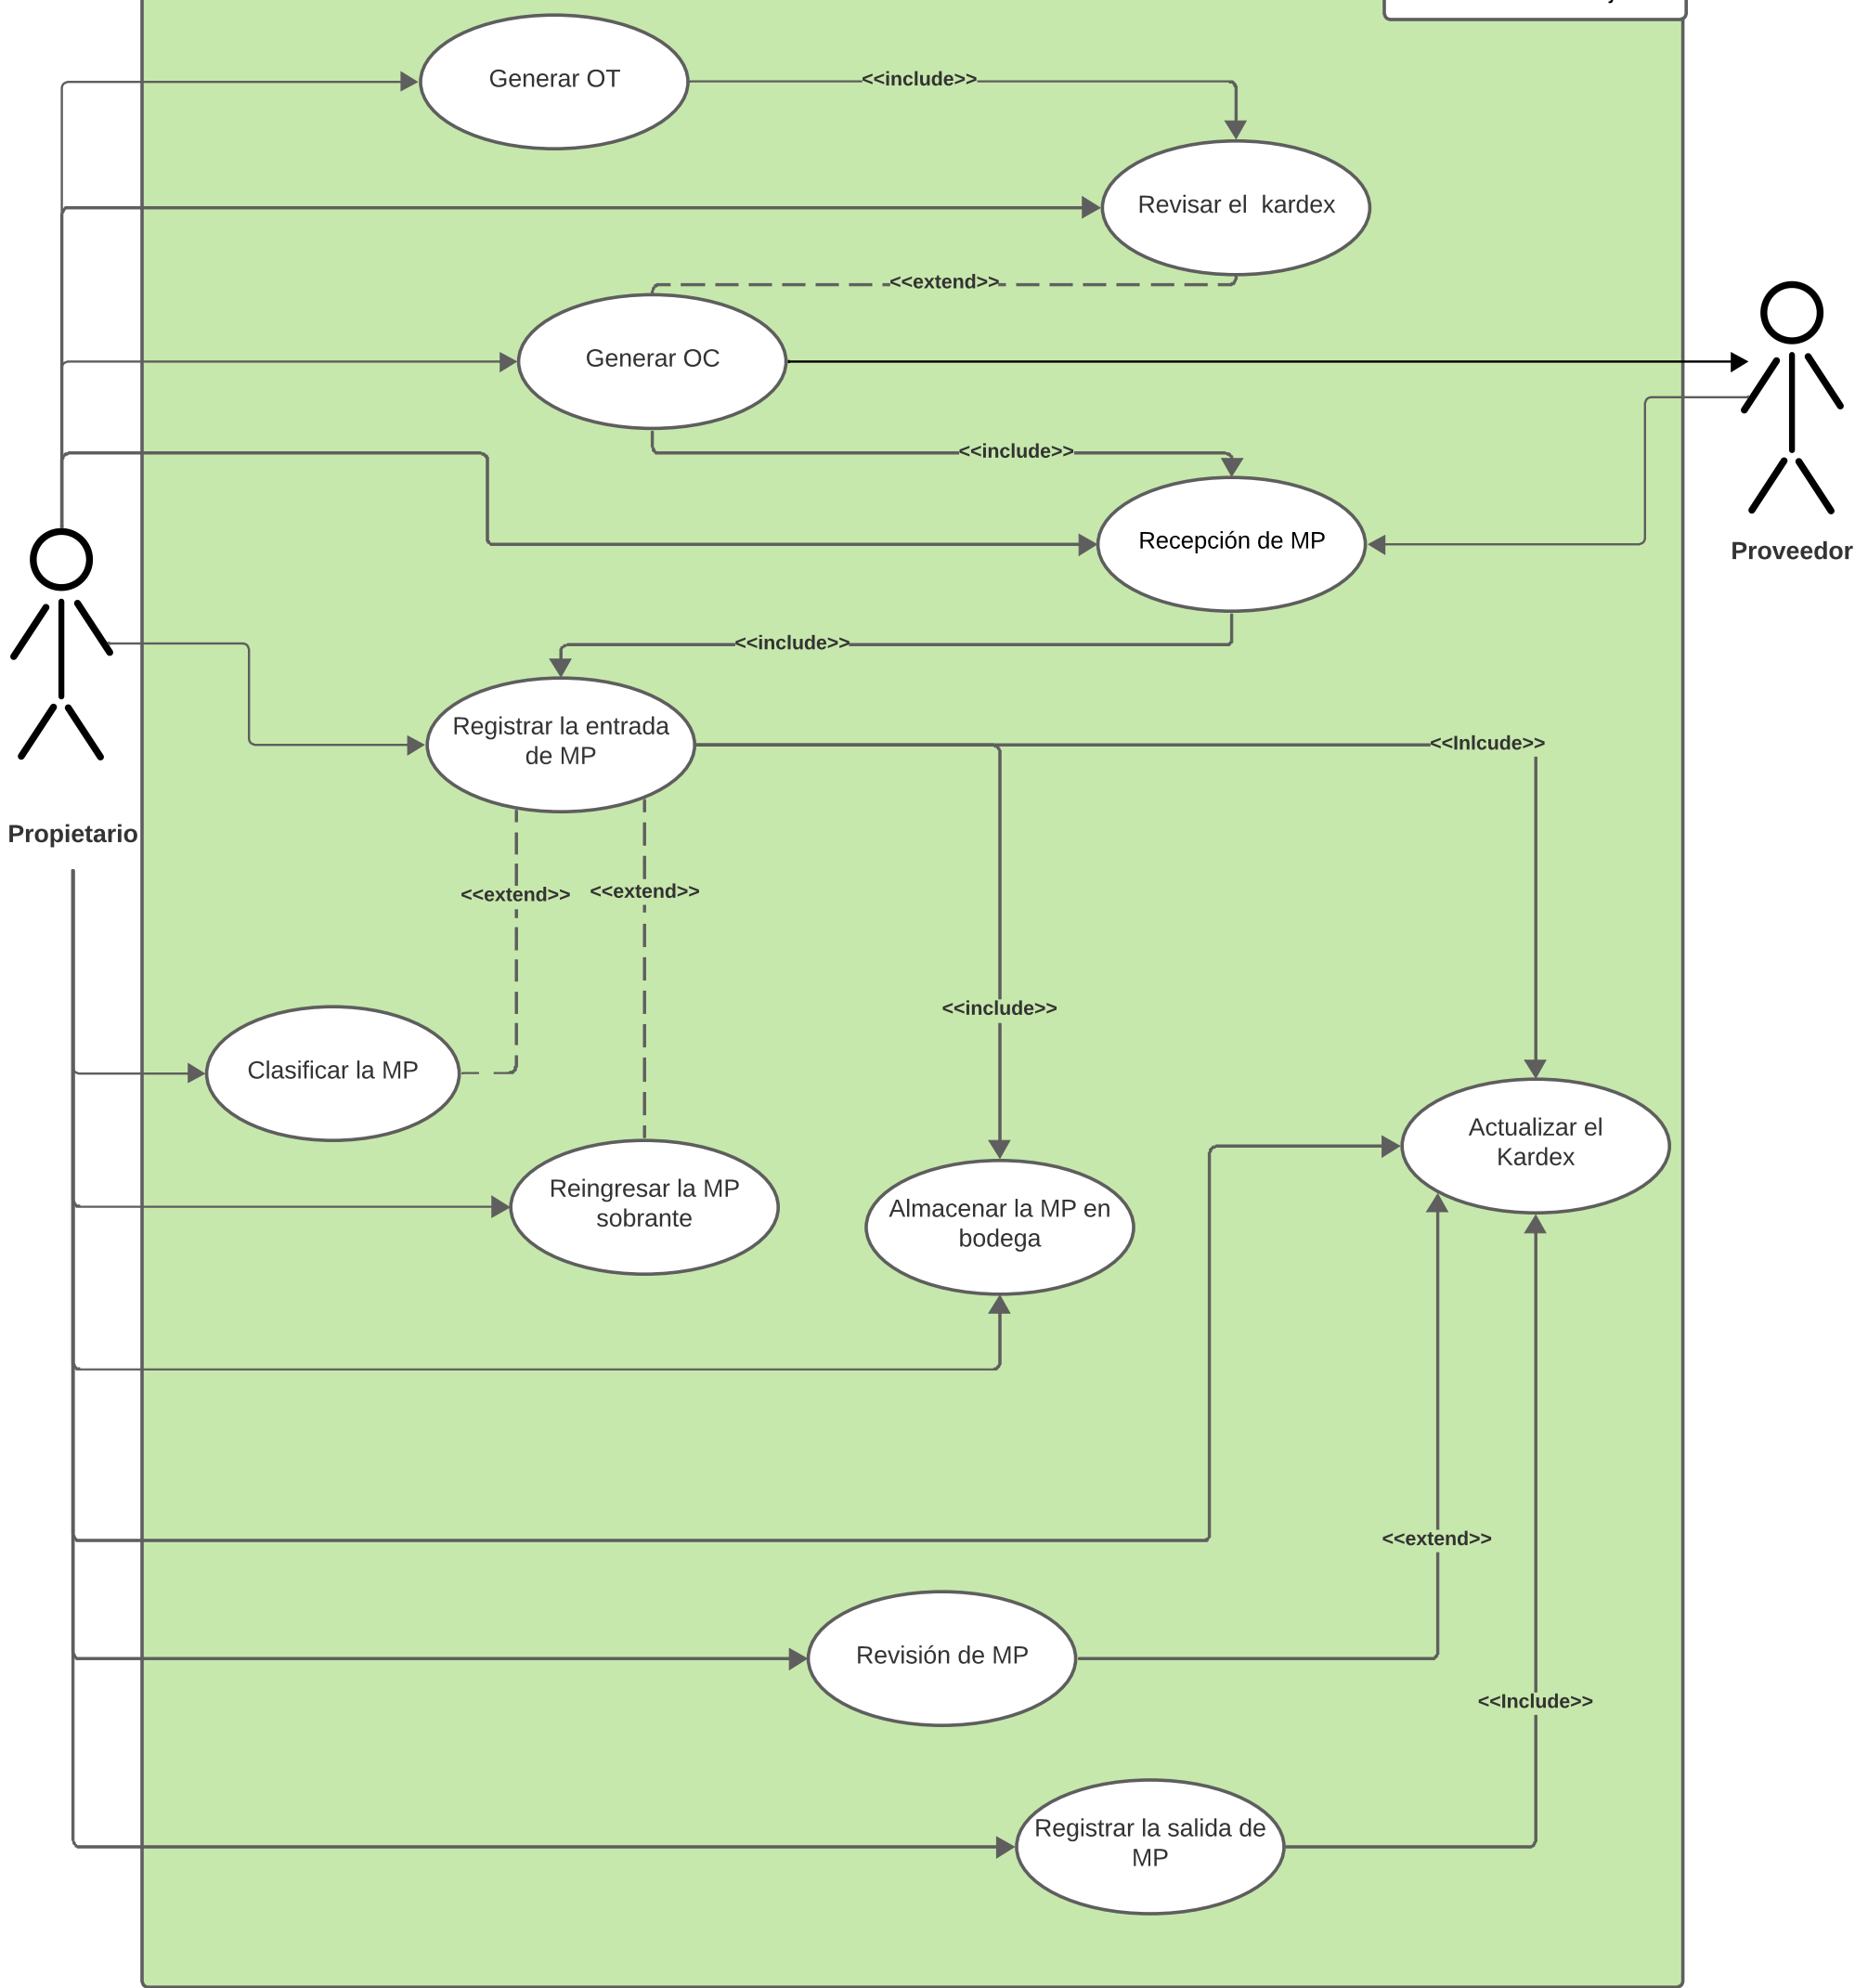 Generar OT
<<include>>
Revisar el kardex
<<extend>>
Generar OC
<<include>>
Recepción de MP
Proveedor
<<include>>
Registrar la entrada
de MP
<<Inlcude>>
Propietario
<<extend>>
<<extend>>
<<include>>
Clasificar la MP
Actualizar el
Kardex
Reingresar la MP
sobrante
Almacenar la MP en
bodega
<<extend>>
Revisión de MP
<<Include>>
Registrar la salida de
MP